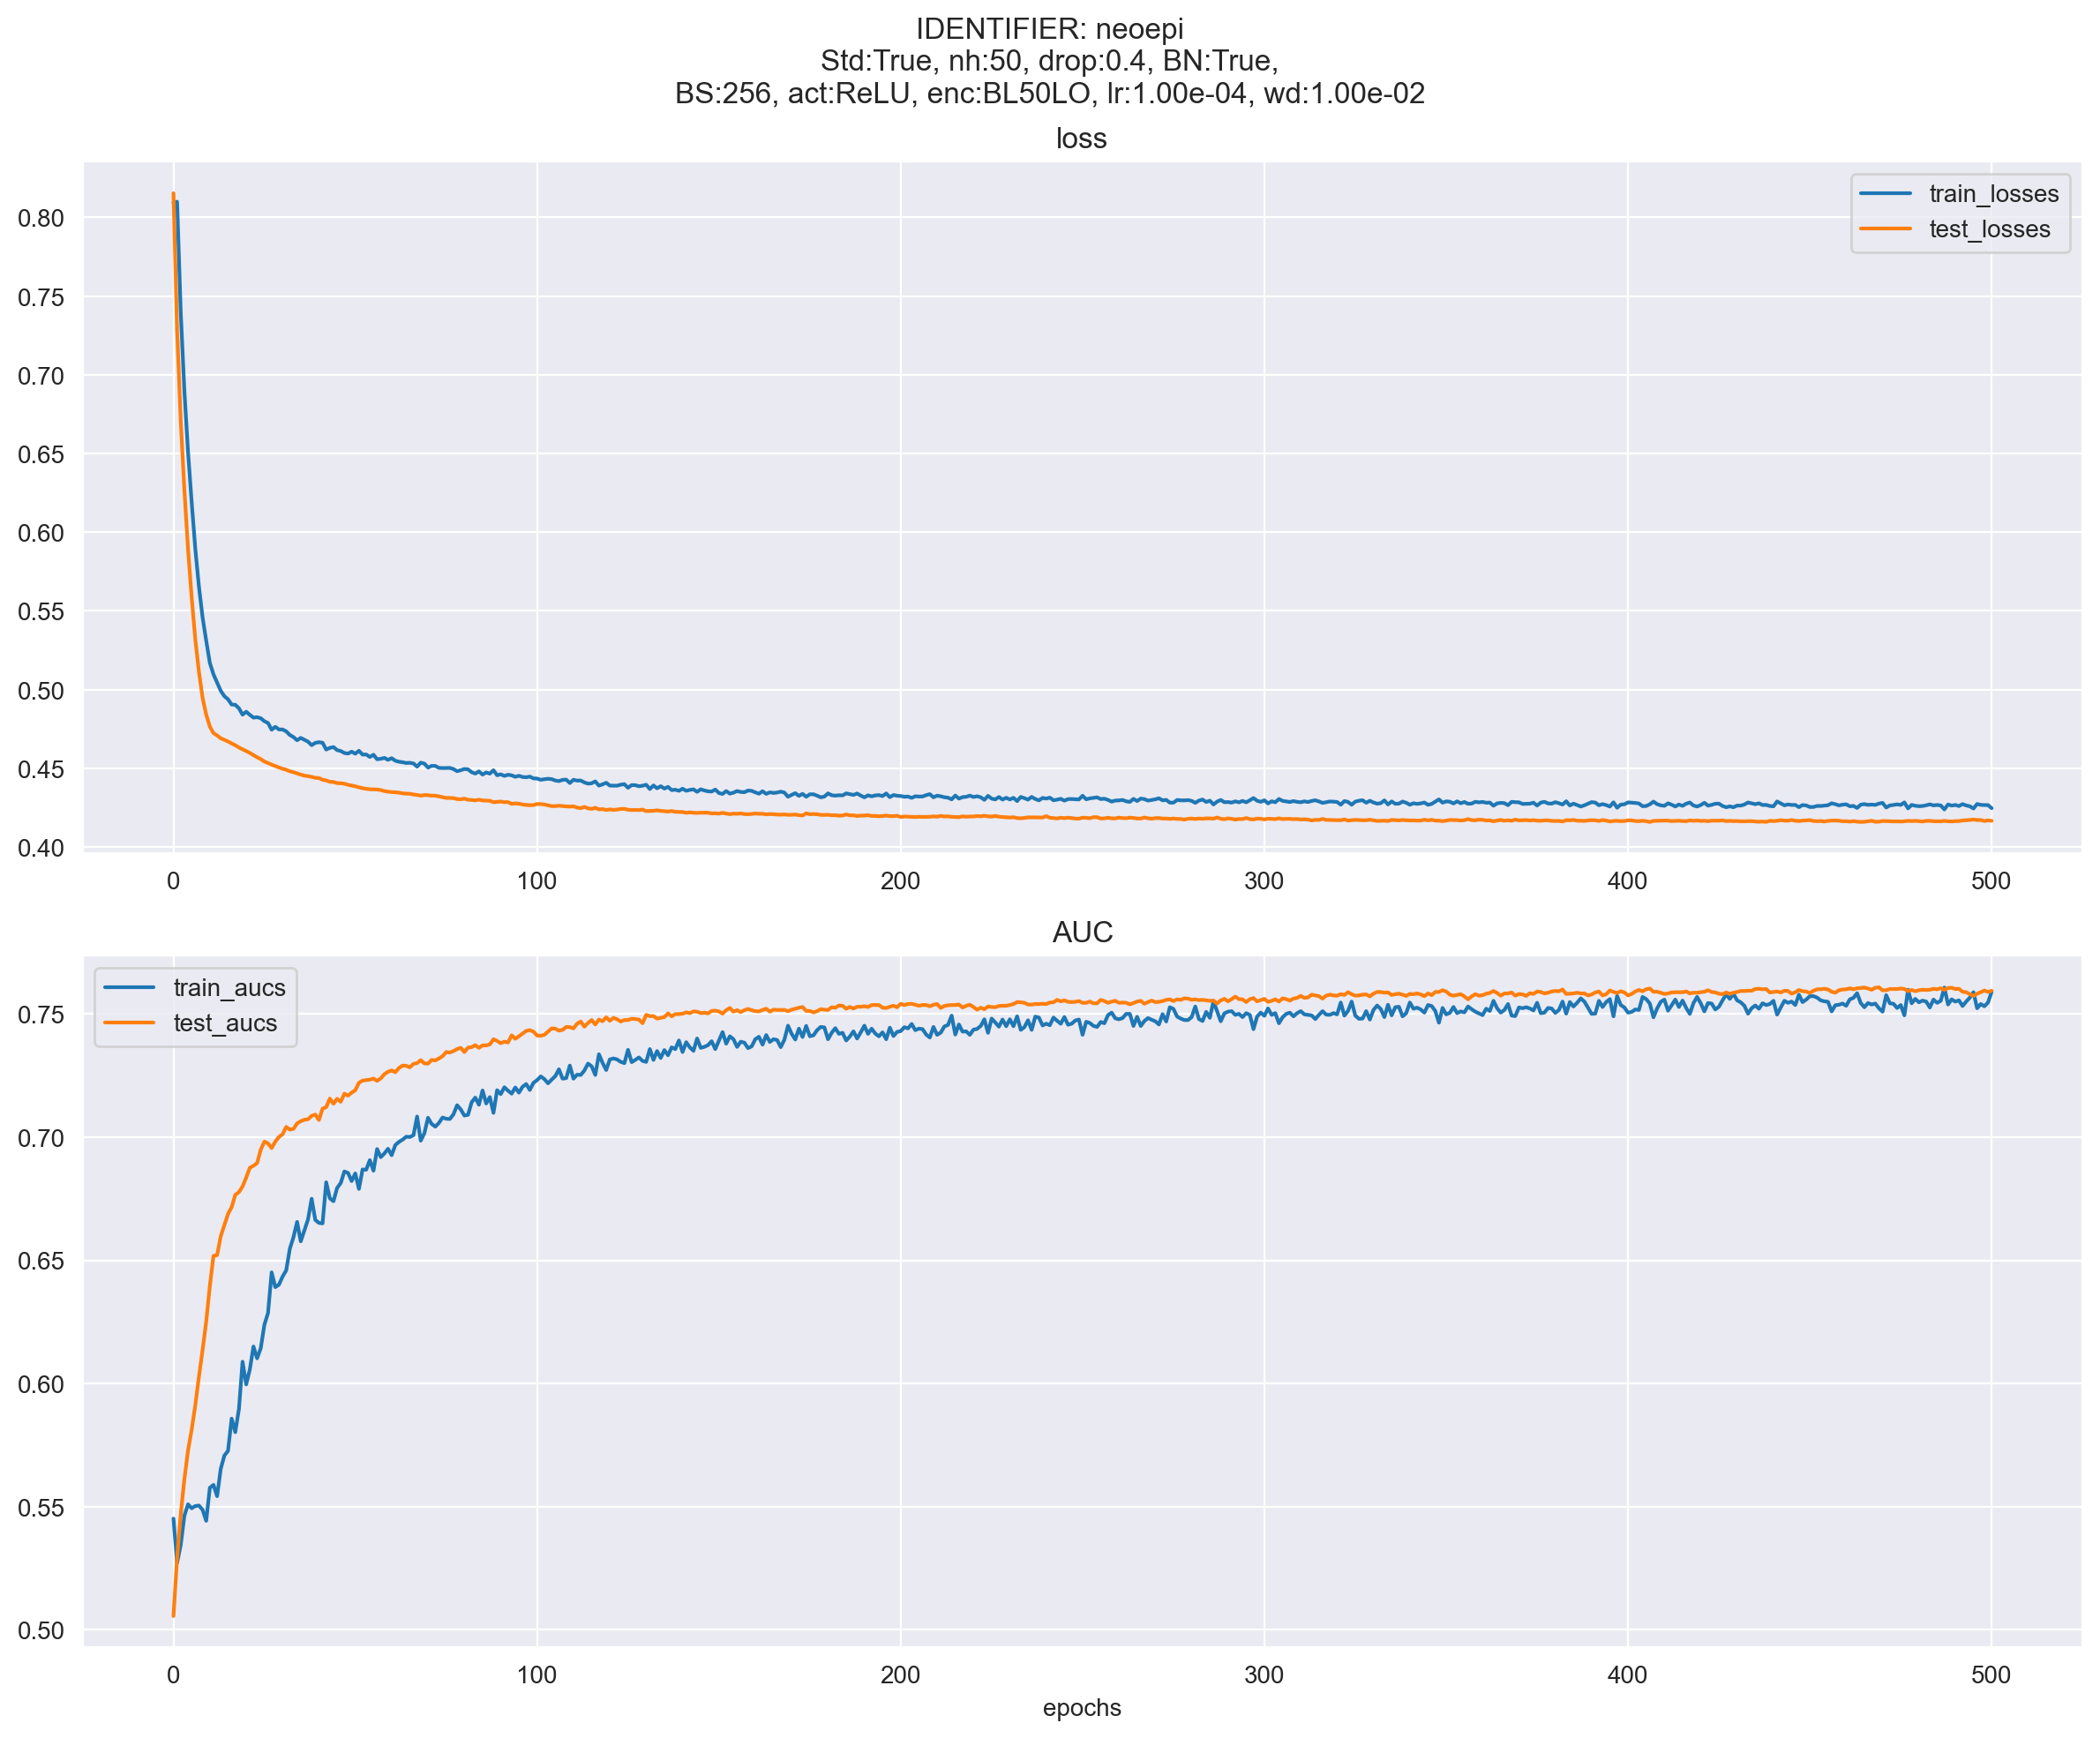 IDENTIFIER: neoepi
Std:True, nh:50, drop:0.4, BN:True,
BS:256, act:ReLU, enc:BL50LO, lr:1.00e-04, wd:1.00e-02
loss
train_losses
test_losses
0.80
0.75
0.70
0.65
0.60
0.55
0.50
0.45
0.40
0 100 200 300 400 500
AUC
train_aucs
test_aucs
0.75
0.70
0.65
0.60
0.55
0.50
0 100 200 300 400 500
epochs